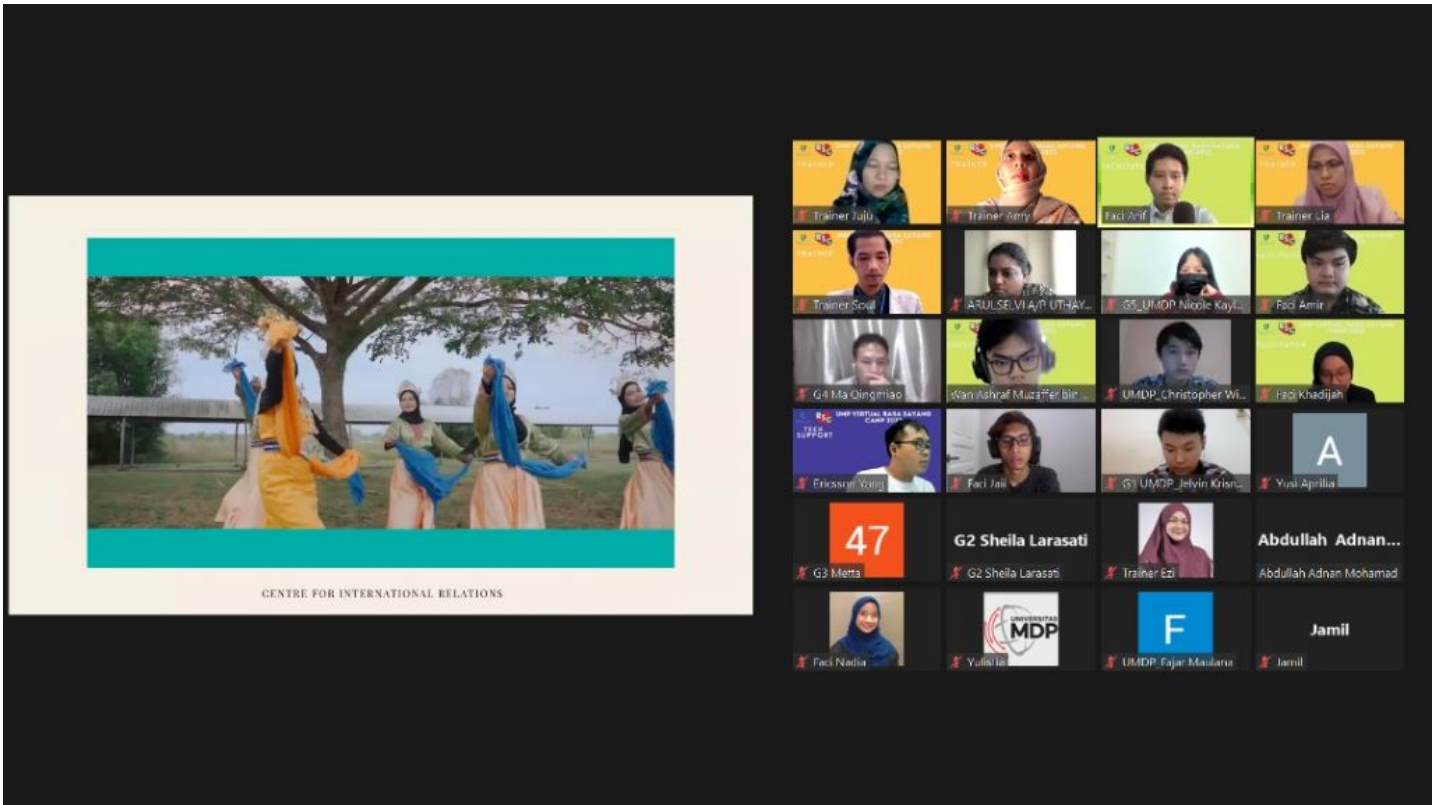 CENTRE FOR INTERNATIONAL RELATIONS
Trainer Juju
Trainer Amy
Faci Arif
Trainer Lia
Trainer Soul
ARULSELVI A/P UTHAY...
G5_UMDP Nicole Kayl...
Faci Amir
G4 Ma Qingmiao
Wan Ashraf Muzaffer bin ...
UMDP_Christopher Wi...
Faci Khadijah
RSC
UMP VIRTUAL RASA SAYANG
CAMP
TECH
SUPPORT
Ericsson Yong
Faci Jaii
G1 UMDP_Jelvin Krisn...
A
Yusi Aprilia
47
G3 Metta
G2 Sheila Larasati
G2 Sheila Larasati
Trainer Ezi
Abdullah Adnan...
Abdullah Adnan Mohamad
Faci Nadia
UNIVERSITAS
MDP
Yulistia
F
UMDP_Fajar Maulana
Jamil
Jamil